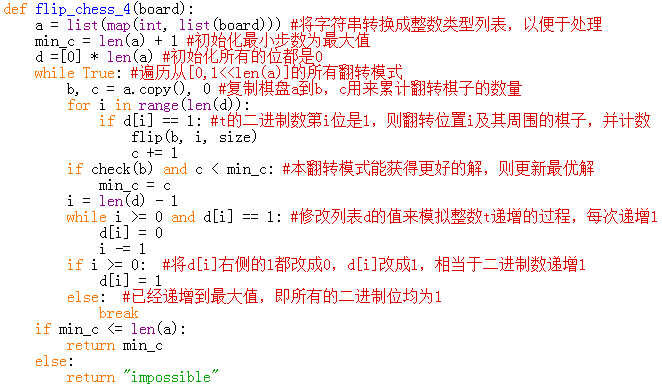 def flip_chess_4(board):
    a = list(map(int, list(board))) #将字符串转换成整数类型列表，以便于处理
    min_c = len(a) + 1 #初始化最小步数为最大值
    d =[0] * len(a) #初始化所有的位都是0
    while True: #遍历从[0,1<<len(a)]的所有翻转模式
        b, c = a.copy(), 0 #复制棋盘a到b，c用来累计翻转棋子的数量
        for i in range(len(d)):
            if d[i] == 1: #t的二进制数第i位是1，则翻转位置i及其周围的棋子，并计数
                flip(b, i, size)
                c += 1
        if check(b) and c < min_c: #本翻转模式能获得更好的解，则更新最优解
            min_c = c
        i = len(d) - 1
        while i >= 0 and d[i] == 1: #修改列表d的值来模拟整数t递增的过程，每次递增1
            d[i] = 0
            i -= 1
        if i >= 0:  #将d[i]右侧的1都改成0，d[i]改成1，相当于二进制数递增1
            d[i] = 1
        else:  #已经递增到最大值，即所有的二进制位均为1
            break
    if min_c <= len(a):
        return min_c
    else:
        return "impossible"